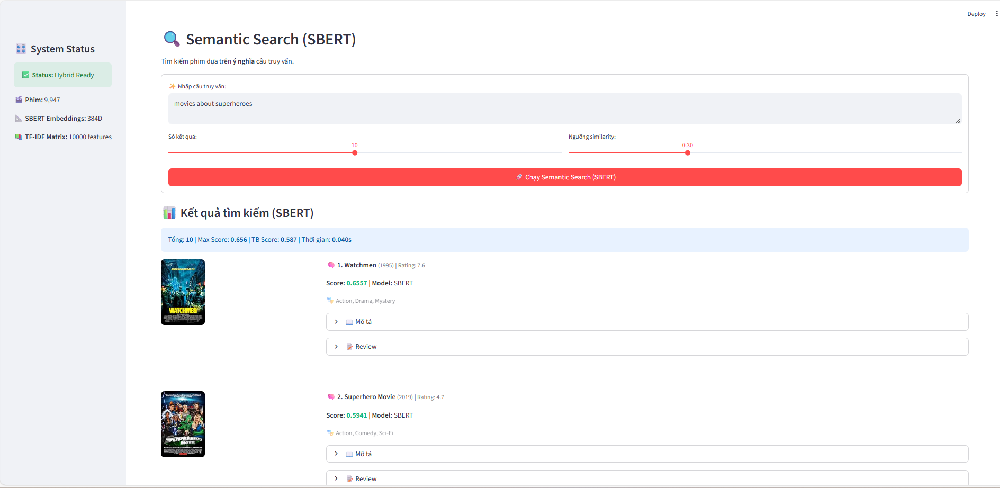 Deploy
System Status
Status: Hybrid Ready
Phim: 9,947
SBERT Embeddings: 384D
TF-IDF Matrix: 10000 features
Semantic Search (SBERT)
Tìm kiếm phim dựa trên ý nghĩa câu truy vấn.
Nhập câu truy vấn:
movies about superheroes
Số kết quả:
10
Ngưỡng similarity:
0.30
Chạy Semantic Search (SBERT)
Kết quả tìm kiếm (SBERT)
Tổng: 10 | Max Score: 0.656 | TB Score: 0.587 | Thời gian: 0.040s
WATCHMEN
1. Watchmen (1995) | Rating: 7.6
Score: 0.6557 | Model: SBERT
Action, Drama, Mystery
Mô tả
Review
SUPERHERO
MOVIE
2. Superhero Movie (2019) | Rating: 4.7
Score: 0.5941 | Model: SBERT
Action, Comedy, Sci-Fi
Mô tả
Review